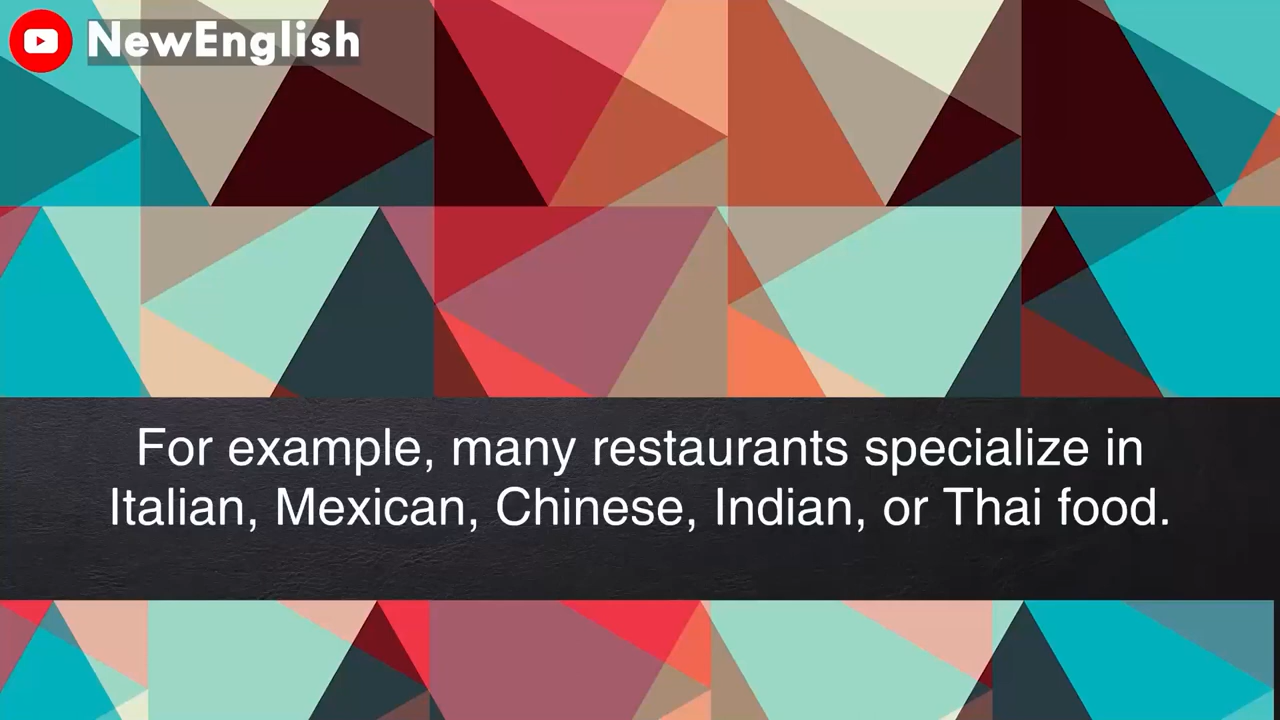 NewEnglish
For example, many restaurants specialize in
Italian, Mexican, Chinese, Indian, or Thai food.